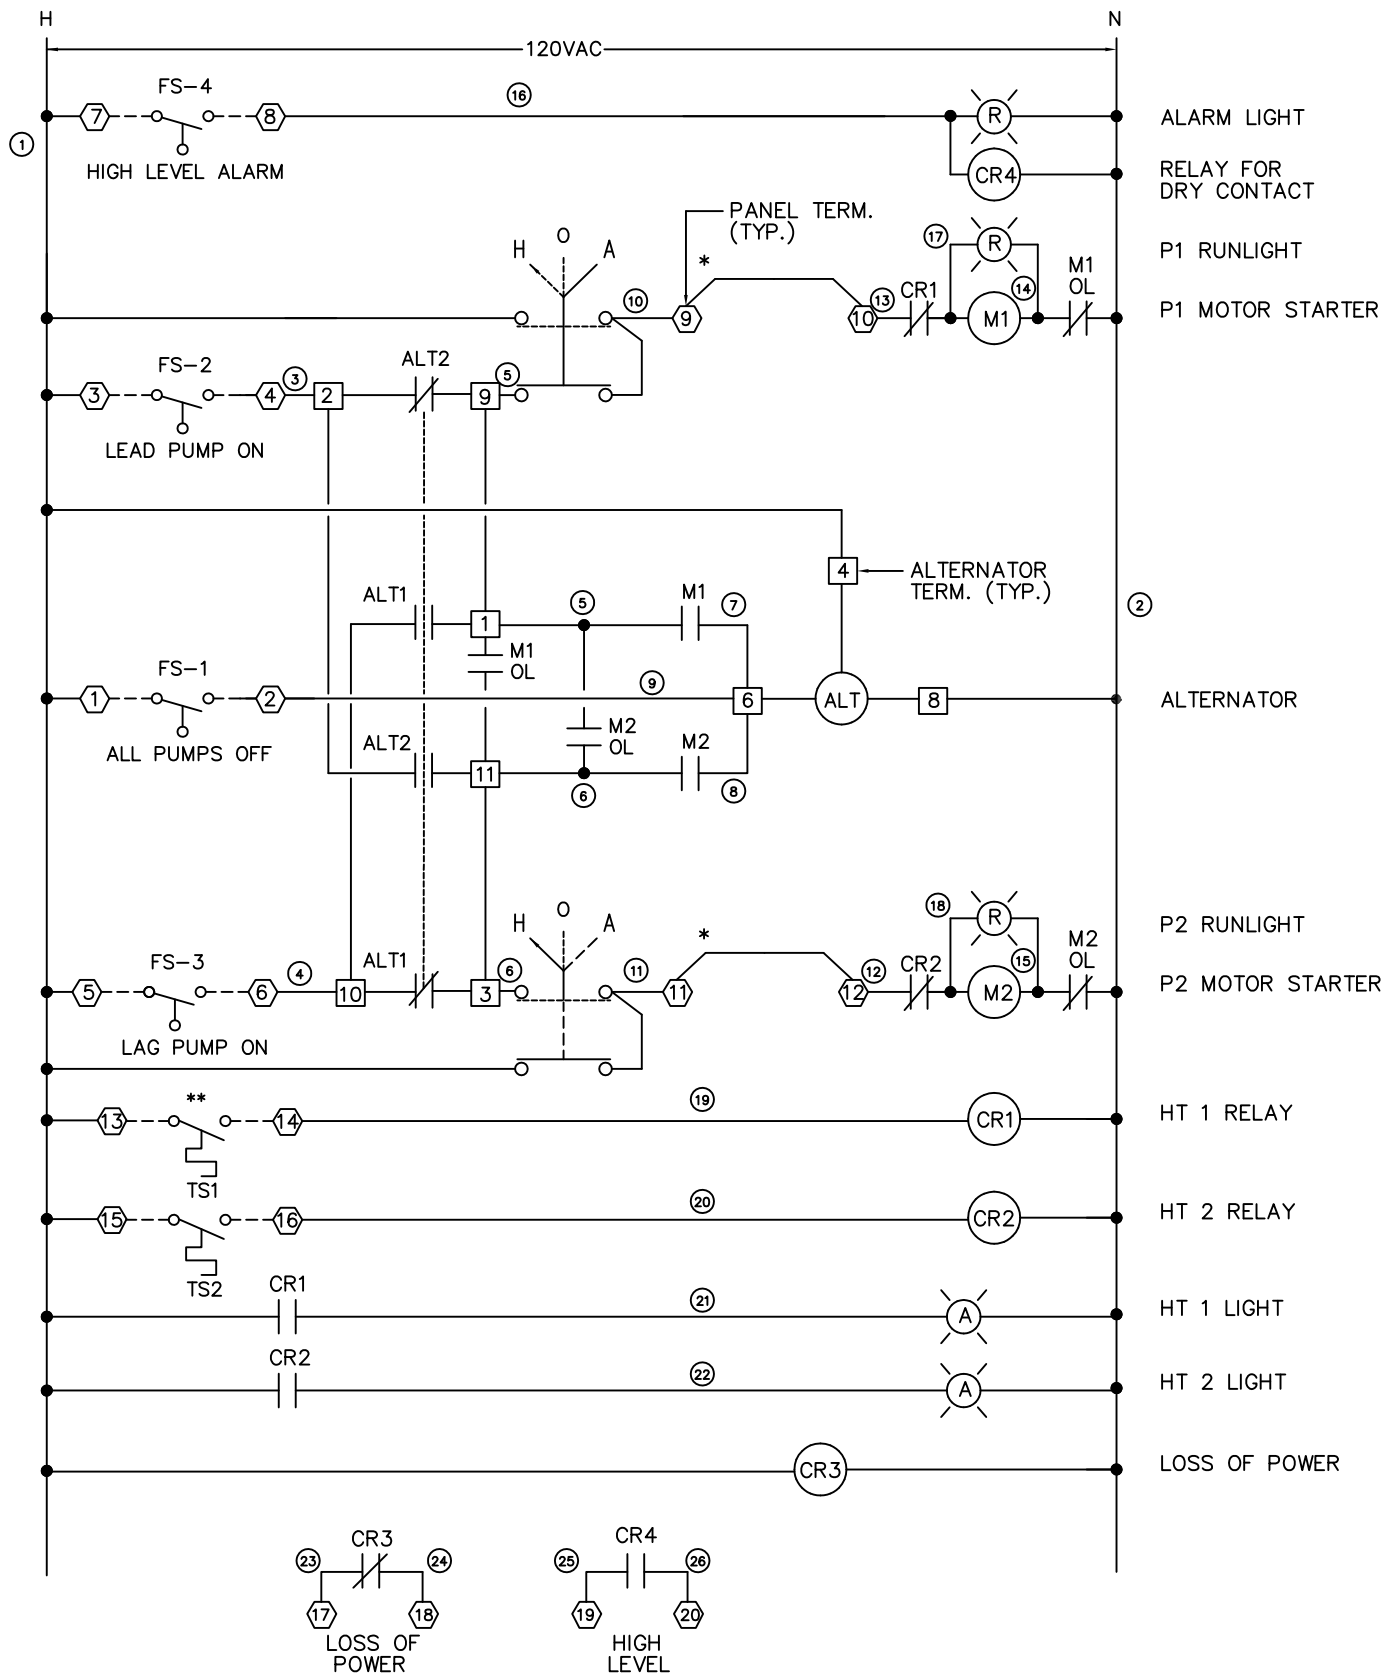 H
N
120VAC
FS-4
16
7
8
R
ALARM LIGHT
1
HIGH LEVEL ALARM
CR4
RELAY FOR
DRY CONTACT
PANEL TERM.
(TYP.)
H
O
A
*
17
R
P1 RUNLIGHT
M1
OL
10
9
13
10
CR1
14
M1
P1 MOTOR STARTER
FS-2
ALT2
3
4
3
2
9
5
LEAD PUMP ON
4
ALTERNATOR
TERM. (TYP.)
2
ALT1
1
5
M1
7
M1
OL
FS-1
1
2
9
6
ALT
8
ALTERNATOR
ALL PUMPS OFF
M2
OL
ALT2
11
6
M2
8
H
O
A
*
18
R
P2 RUNLIGHT
M2
OL
FS-3
5
6
4
10
ALT1
3
6
11
11
12
12
CR2
15
M2
P2 MOTOR STARTER
LAG PUMP ON
**
13
14
19
CR1
HT 1 RELAY
TS1
15
16
20
CR2
HT 2 RELAY
TS2
CR1
21
A
HT 1 LIGHT
CR2
22
A
HT 2 LIGHT
CR3
LOSS OF POWER
CR3
23
24
17
18
LOSS OF
POWER
CR4
25
26
19
20
HIGH
LEVEL